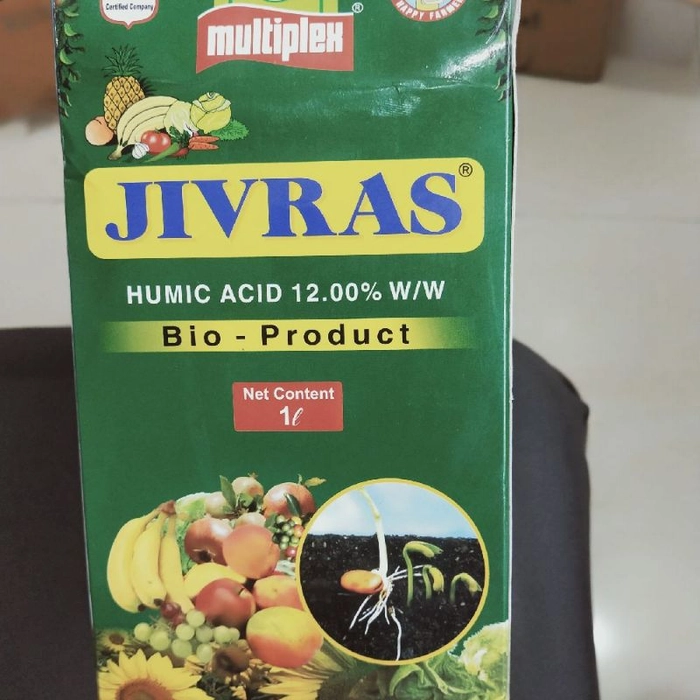 Certified Company
multiplex®
HAPPY FARMER
JIVRAS®
HUMIC ACID 12.00% W/W
Bio - Product
Net Content
1ℓ